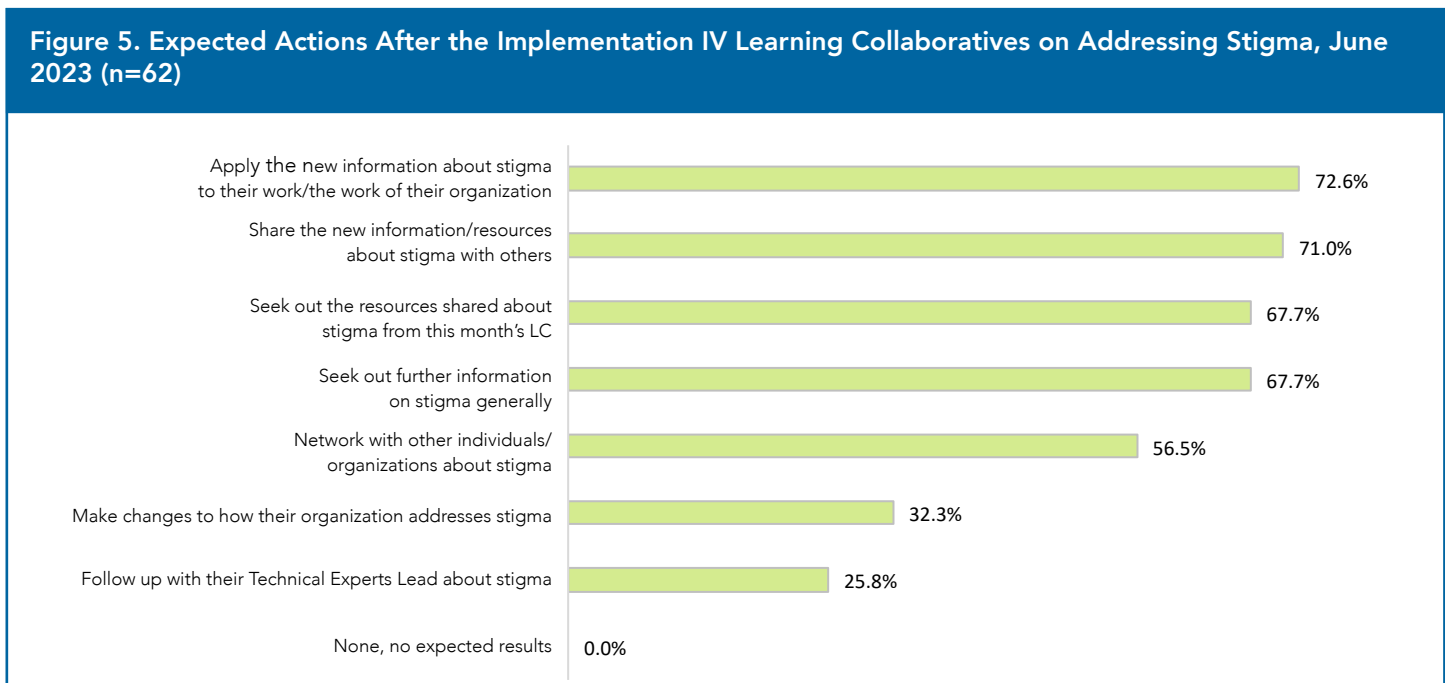 Figure 5. Expected Actions After the Implementation IV Learning Collaboratives on Addressing Stigma, June
2023 (n=62)
Apply the new information about stigma
to their work/the work of their organization
72.6%
Share the new information/resources
about stigma with others
71.0%
Seek out the resources shared about
stigma from this month’s LC
67.7%
Seek out further information
on stigma generally
67.7%
Network with other individuals/
organizations about stigma
56.5%
Make changes to how their organization addresses stigma
32.3%
Follow up with their Technical Experts Lead about stigma
25.8%
None, no expected results
0.0%